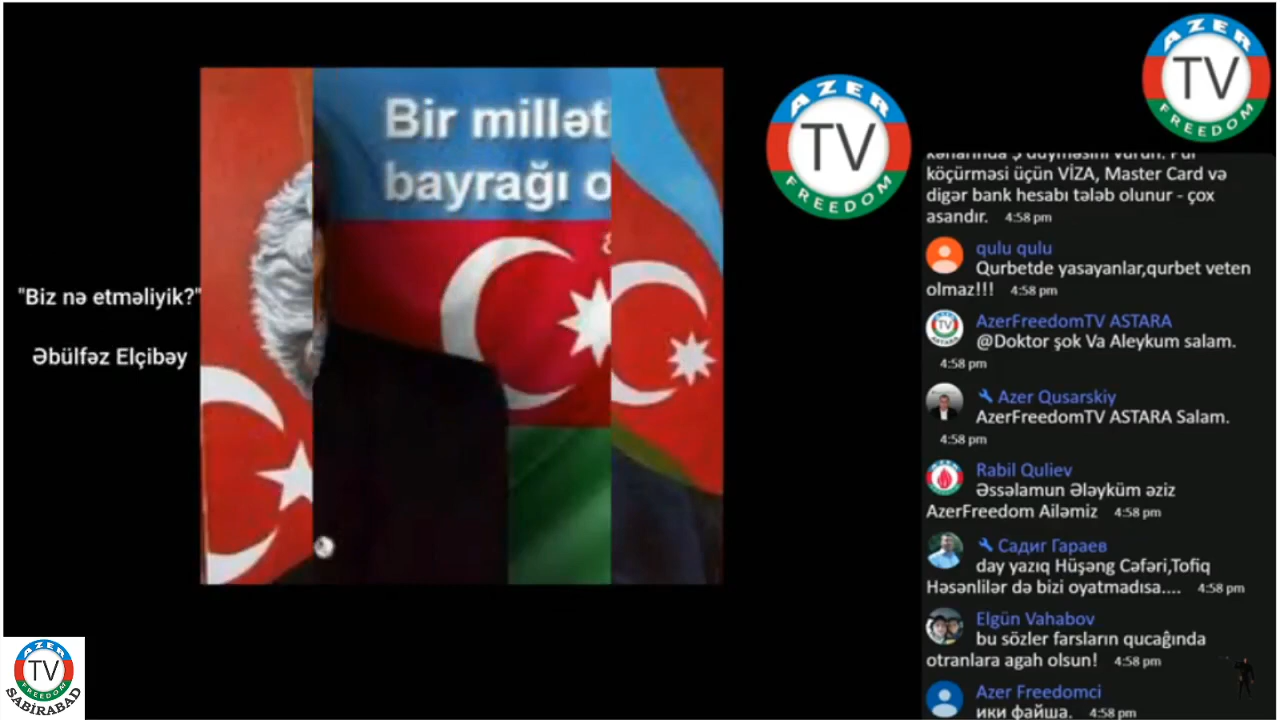 "Biz nə etməliyik?"
Əbülfəz Elçibəy
Bir millət
bayrağı o
AZER
TV
FREEDOM
AZER
TV
FREEDOM
köçürməsi üçün VİZA, Master Card və
digər bank hesabı tələb olunur - çox
asandır. 4:58 pm
qulu qulu
Qurbetde yasayanlar,qurbet veten
olmaz!!! 4:58 pm
AzerFreedomTV ASTARA
@Doktor şok Va Aleykum salam.
4:58 pm
Azer Qusarskiy
AzerFreedomTV ASTARA Salam.
4:58 pm
Rabil Quliev
Əssəlamun Ələyküm əziz
AzerFreedom Ailəmiz 4:58 pm
Садиг Гараев
day yazıq Hüşəng Cəfəri,Tofiq
Həsənlilər də bizi oyatmadısa.... 4:58 pm
Elgün Vahabov
bu sözler farsların qucaĝında
otranlara agah olsun! 4:58 pm
Azer Freedomci
ики файша. 4:58 pm
AZER
TV
FREEDOM
SABİRABAD